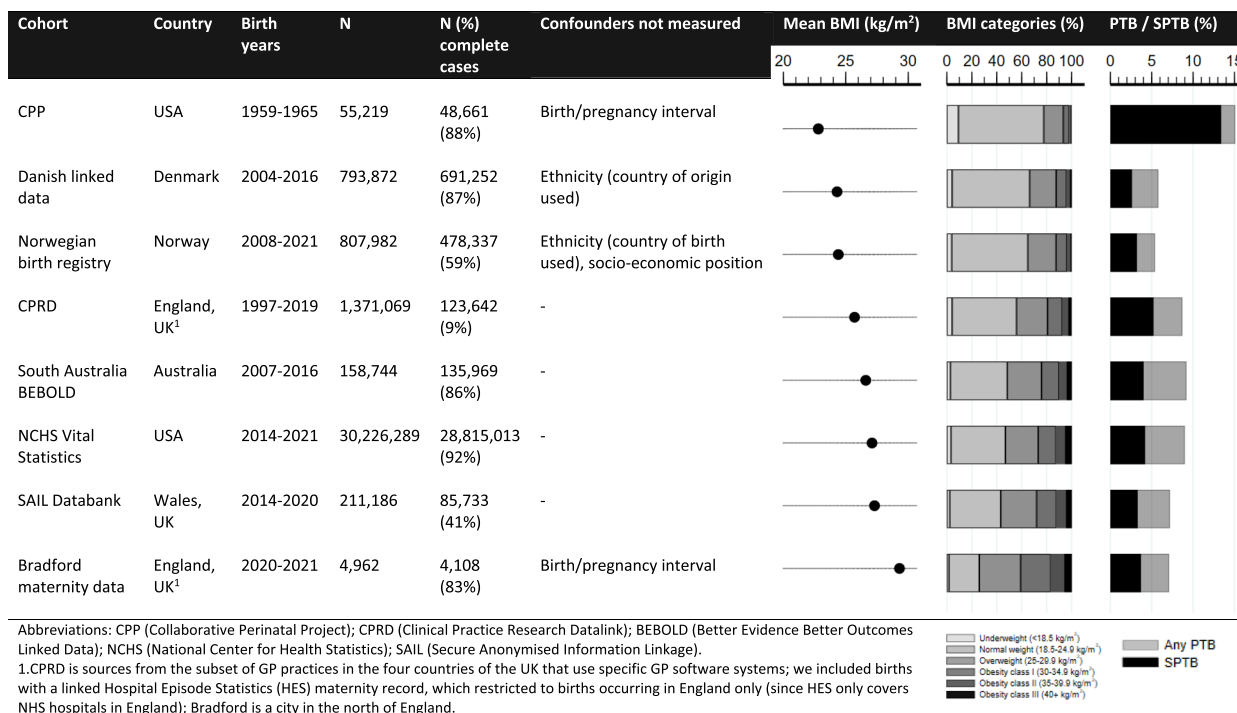 Cohort Country Birth years N N (%) complete cases Confounders not measured Mean BMI (kg/m²) BMI categories (%) PTB / SPTB (%)
20 25 30 0 20 40 60 80 100 0 5 10 15
CPP USA 1959-1965 55,219 48,661 (88%) Birth/pregnancy interval
Danish linked data Denmark 2004-2016 793,872 691,252 (87%) Ethnicity (country of origin used)
Norwegian birth registry Norway 2008-2021 807,982 478,337 (59%) Ethnicity (country of birth used), socio-economic position
CPRD England, UK¹ 1997-2019 1,371,069 123,642 (9%) -
South Australia BEBOLD Australia 2007-2016 158,744 135,969 (86%) -
NCHS Vital Statistics USA 2014-2021 30,226,289 28,815,013 (92%) -
SAIL Databank Wales, UK 2014-2020 211,186 85,733 (41%) -
Bradford maternity data England, UK¹ 2020-2021 4,962 4,108 (83%) Birth/pregnancy interval
Abbreviations: CPP (Collaborative Perinatal Project); CPRD (Clinical Practice Research Datalink); BEBOLD (Better Evidence Better Outcomes
Linked Data); NCHS (National Center for Health Statistics); SAIL (Secure Anonymised Information Linkage).
1.CPRD is sources from the subset of GP practices in the four countries of the UK that use specific GP software systems; we included births
with a linked Hospital Episode Statistics (HES) maternity record, which restricted to births occurring in England only (since HES only covers
NHS hospitals in England); Bradford is a city in the north of England.
Underweight (<18.5 kg/m²)
Normal weight (18.5-24.9 kg/m²)
Overweight (25-29.9 kg/m²)
Obesity class I (30-34.9 kg/m²)
Obesity class II (35-39.9 kg/m²)
Obesity class III (40+ kg/m²)
Any PTB
SPTB